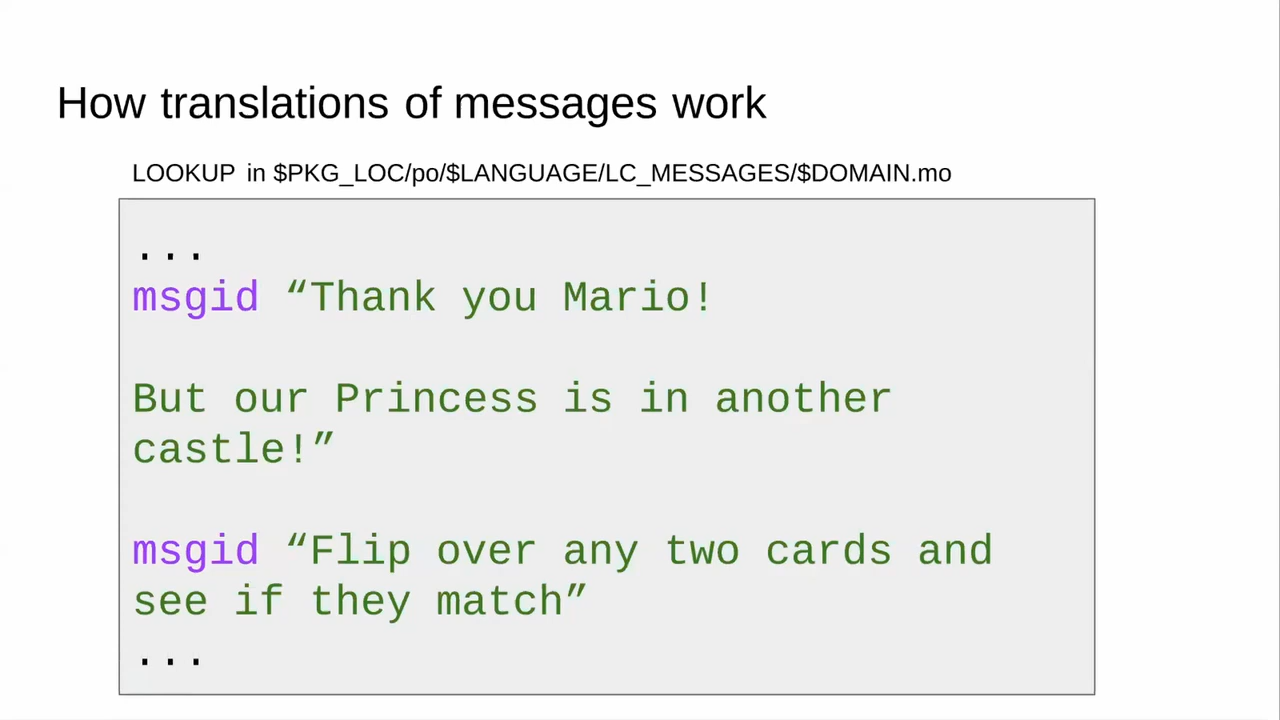 How translations of messages work
LOOKUP in $PKG_LOC/po/$LANGUAGE/LC_MESSAGES/$DOMAIN.mo
...
msgid “Thank you Mario!
But our Princess is in another
castle!”
msgid “Flip over any two cards and
see if they match”
...